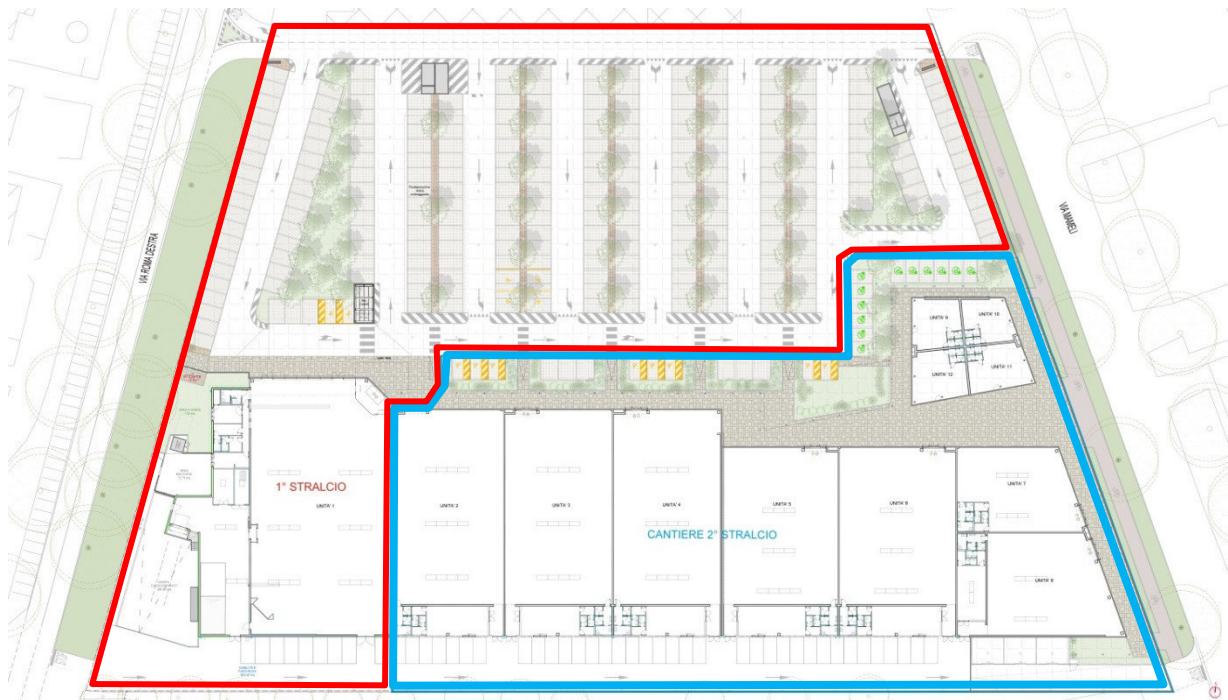 VIA ROMA DESTRA
VIA MAMELI
UNITA' 9
UNITA' 10
UNITA' 12
UNITA' 11
1° STRALCIO
UNITA' 1
UNITA' 2
UNITA' 3
UNITA' 4
UNITA' 5
UNITA' 6
UNITA' 7
CANTIERE 2° STRALCIO
UNITA' 8